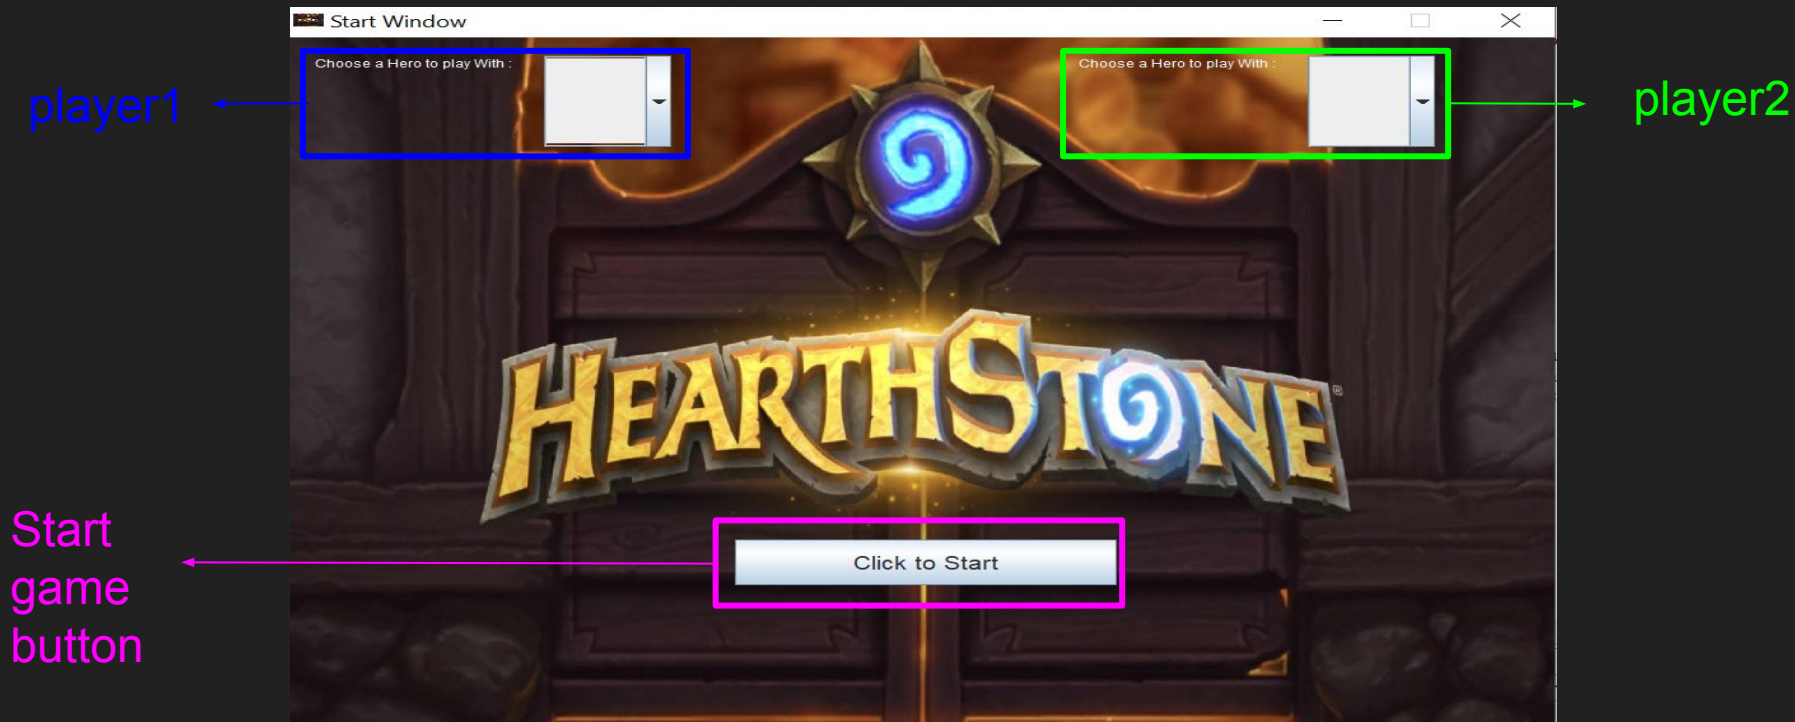 Start Window
Choose a Hero to play With :
Choose a Hero to play With :
player1
player2
HEARTHSTONE®
Start
game
button
Click to Start